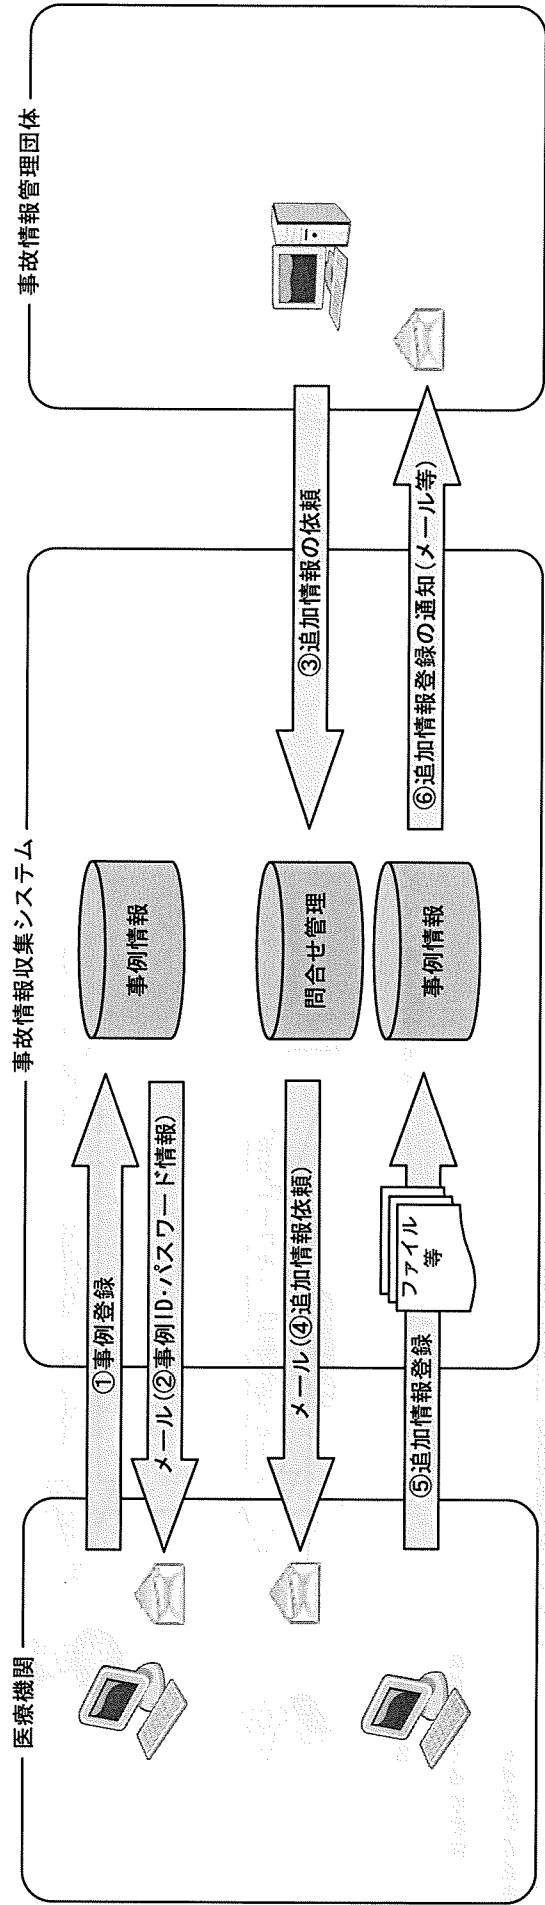 医療機関
事故情報収集システム
事故情報管理団体
①事例登録
事例情報
メール(②事例ID・パスワード情報)
③追加情報の依頼
問合せ管理
メール(④追加情報依頼)
⑤追加情報登録
ファイル
等
事例情報
⑥追加情報登録の通知(メール等)